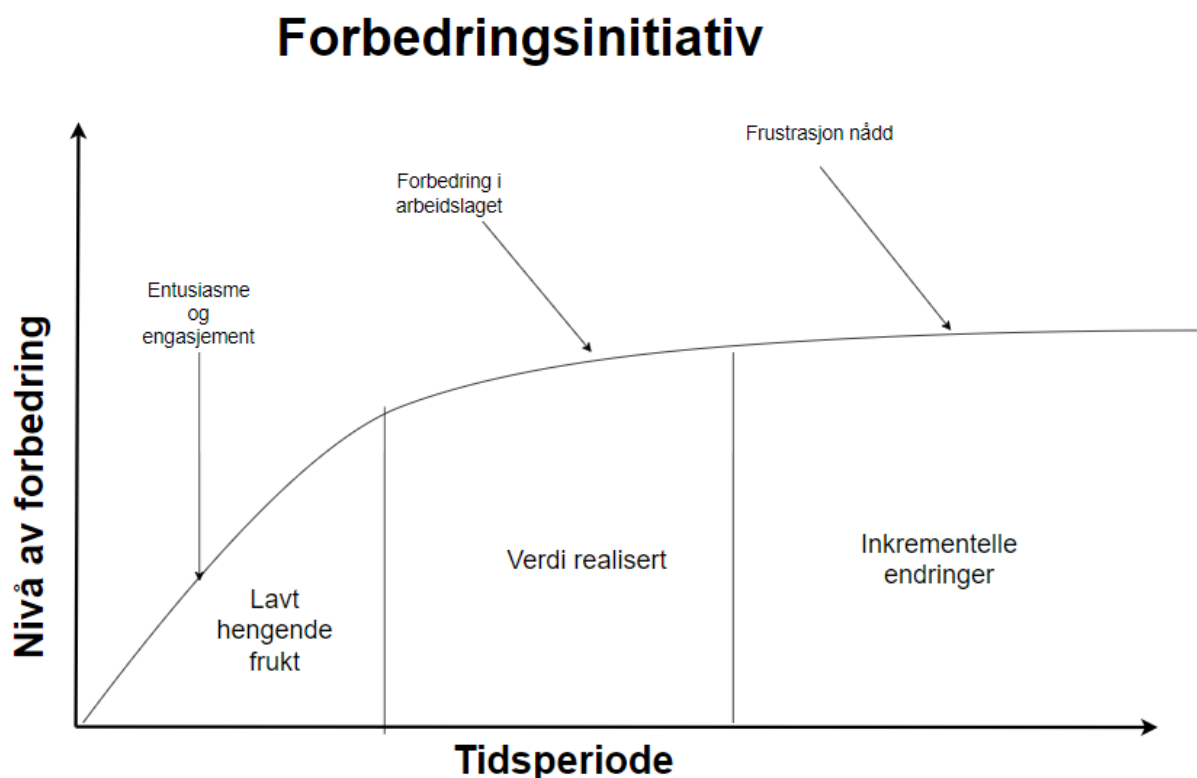 Forbedringsinitiativ
Frustrasjon nådd
Forbedring i
arbeidslaget
Entusiasme
og
engasjement
Nivå av forbedring
Verdi realisert
Inkrementelle
endringer
Lavt
hengende
frukt
Tidsperiode